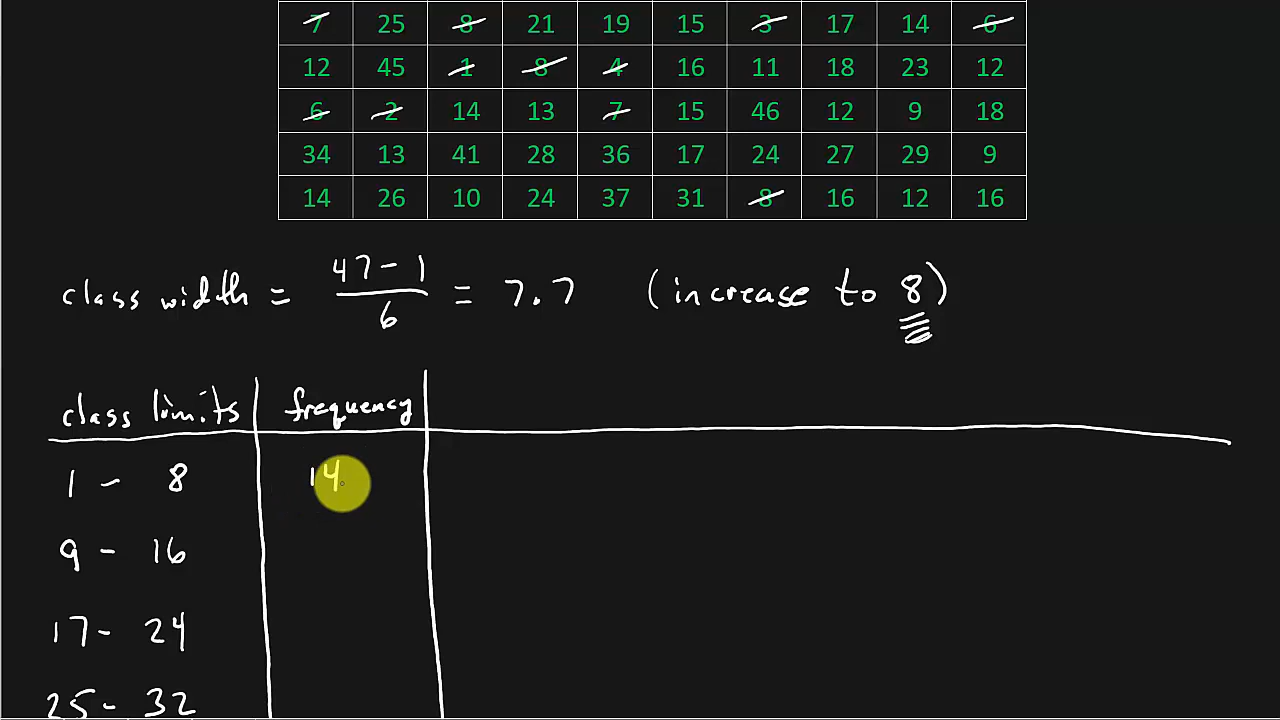 7 25 8 21 19 15 3 17 14 6
12 45 1 8 4 16 11 18 23 12
6 2 14 13 7 15 46 12 9 18
34 13 41 28 36 17 24 27 29 9
14 26 10 24 37 31 8 16 12 16
class width = 47 - 1 / 6 = 7.7 (increase to 8)
class limits frequency
1 - 8 14
9 - 16
17 - 24
25 - 32